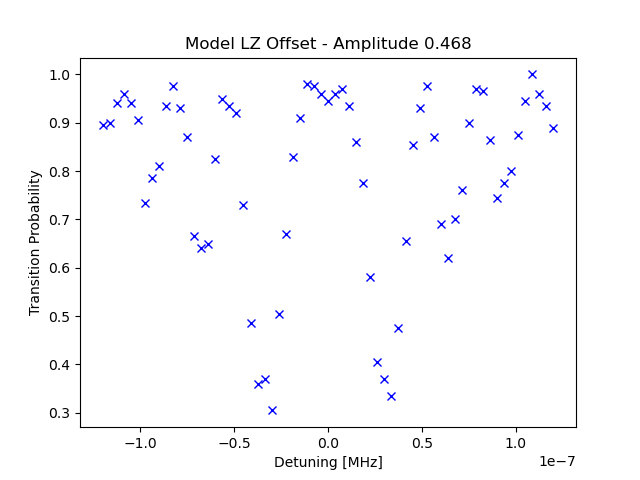 Model LZ Offset - Amplitude 0.468
1.0
0.9
0.8
0.7
0.6
0.5
0.4
0.3
Transition Probability
−1.0 −0.5 0.0 0.5 1.0
1e−7
Detuning [MHz]